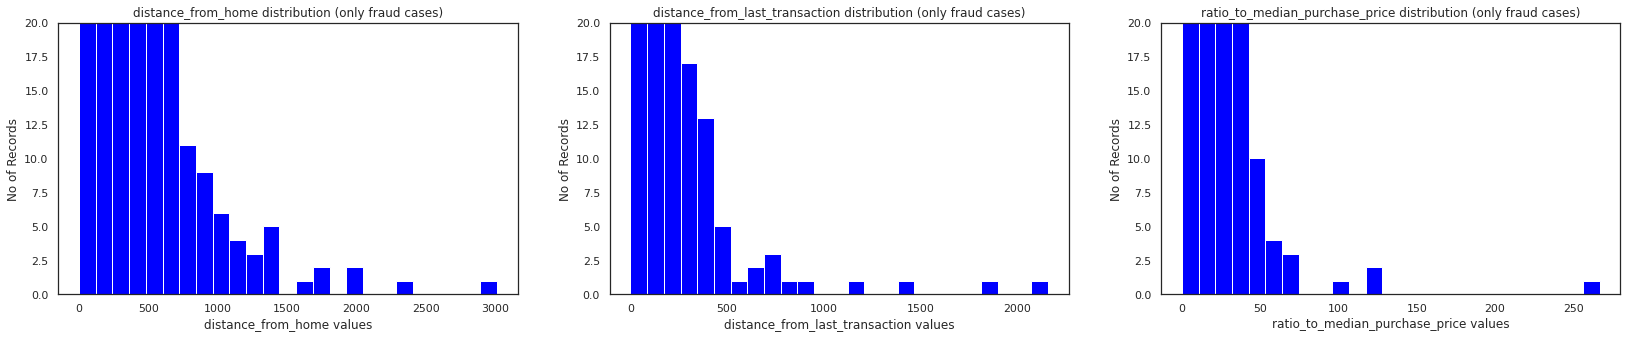 distance_from_home distribution (only fraud cases)
20.0
17.5
15.0
12.5
10.0
7.5
5.0
2.5
0.0
No of Records
0 500 1000 1500 2000 2500 3000
distance_from_home values
distance_from_last_transaction distribution (only fraud cases)
20.0
17.5
15.0
12.5
10.0
7.5
5.0
2.5
0.0
No of Records
0 500 1000 1500 2000
distance_from_last_transaction values
ratio_to_median_purchase_price distribution (only fraud cases)
20.0
17.5
15.0
12.5
10.0
7.5
5.0
2.5
0.0
No of Records
0 50 100 150 200 250
ratio_to_median_purchase_price values